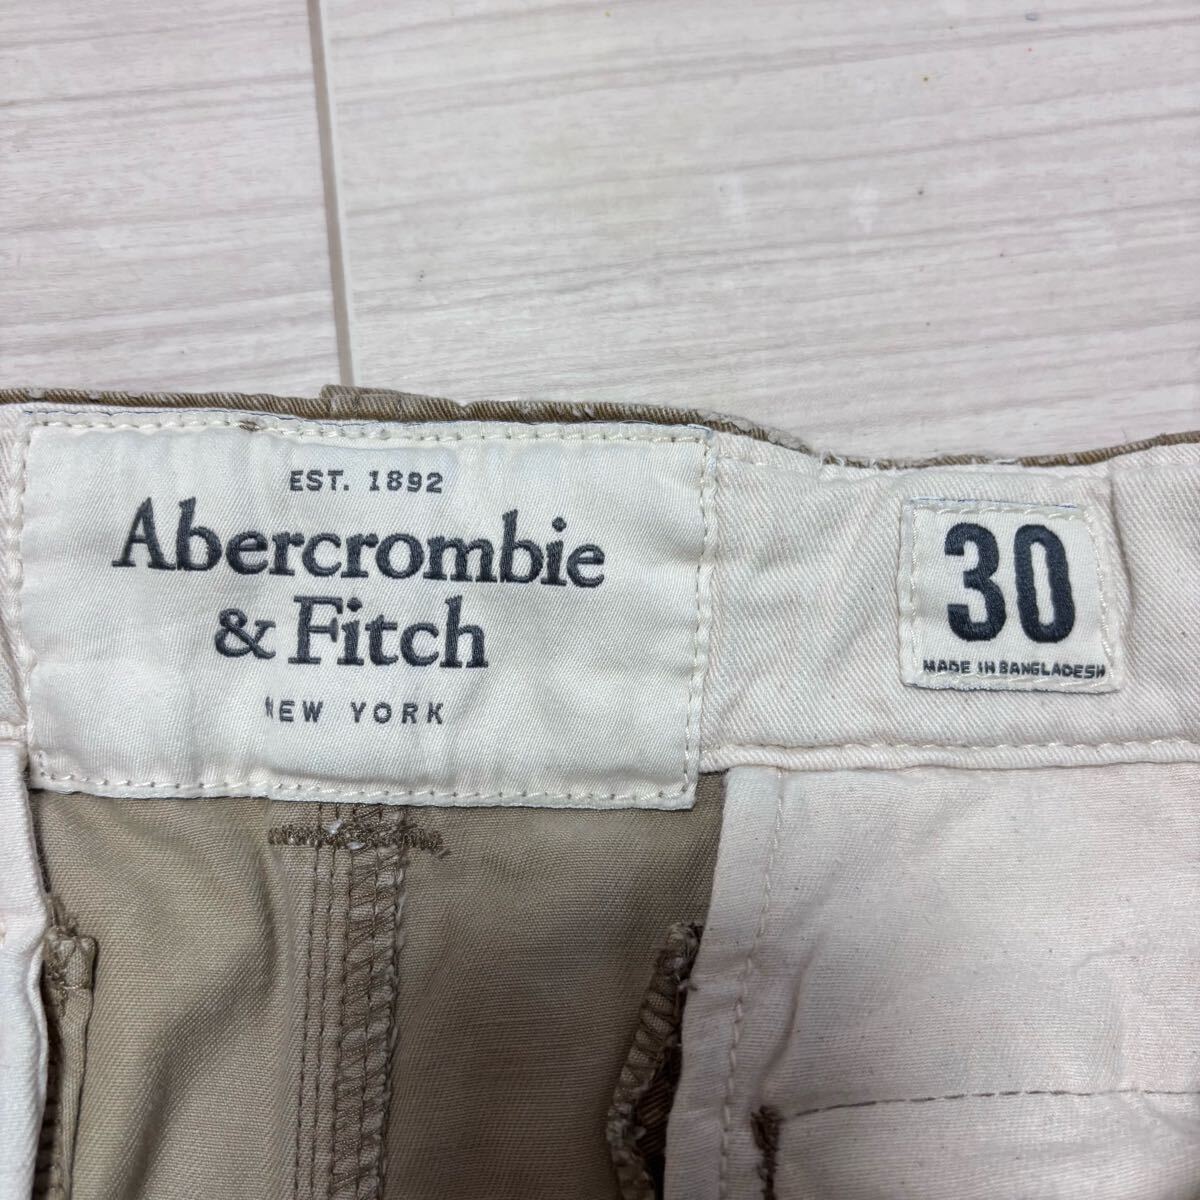 EST. 1892
Abercrombie
& Fitch
NEW YORK
30
MADE IN BANGLADESH